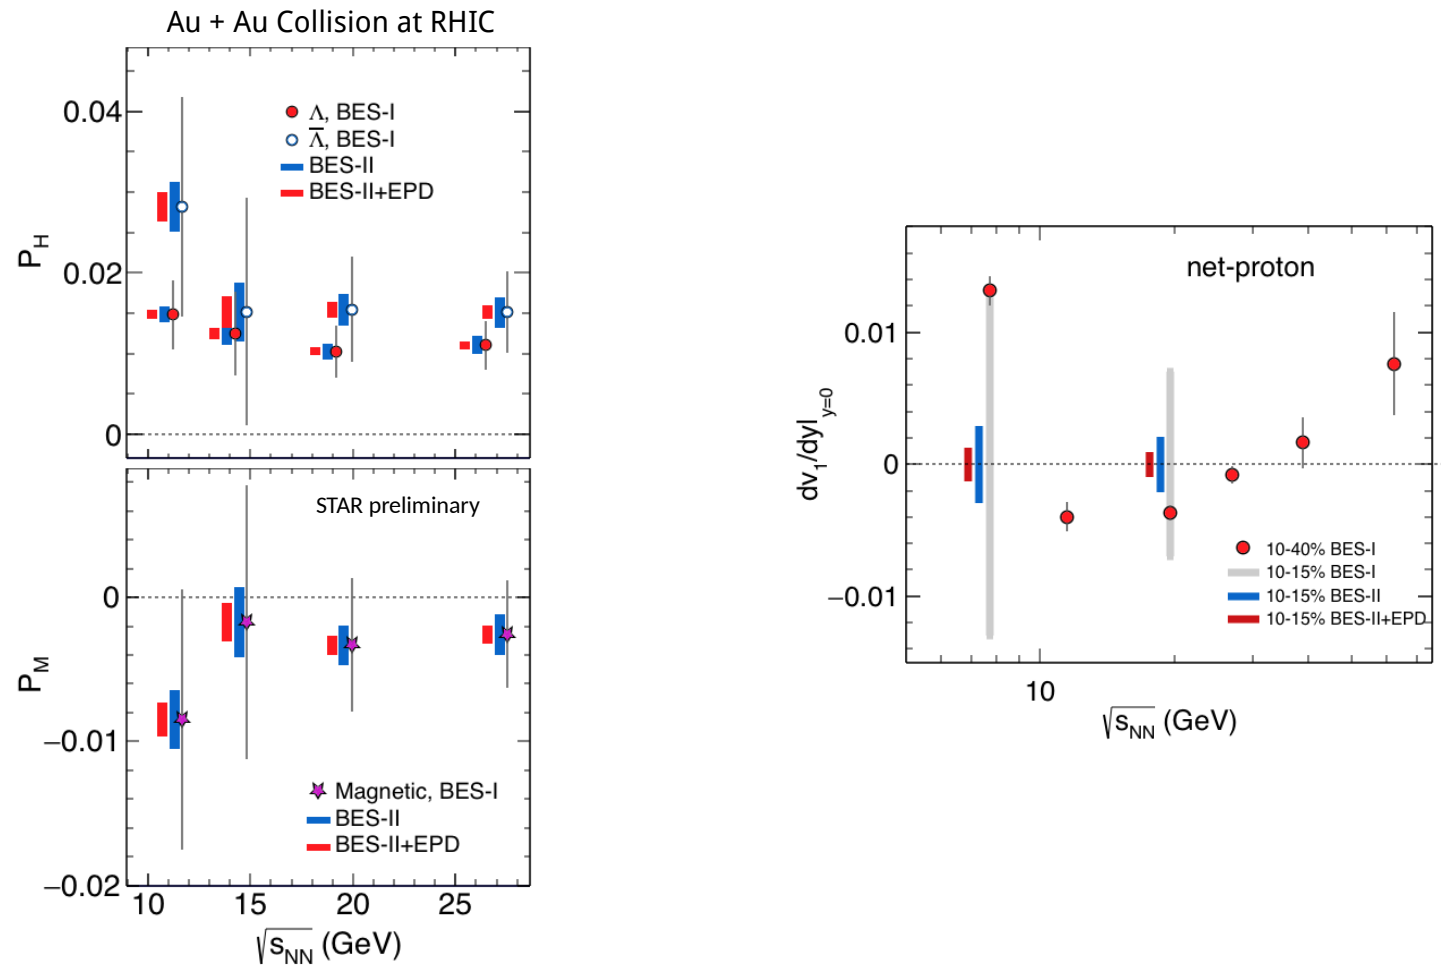 Au + Au Collision at RHIC
0.04
Λ, BES-I
Λ̅, BES-I
BES-II
BES-II+EPD
P_H
0.02
0
STAR preliminary
0
P_M
−0.01
Magnetic, BES-I
BES-II
BES-II+EPD
−0.02
10 15 20 25
√s_NN (GeV)
net-proton
0.01
dv₁/dy|_y=0
0
10-40% BES-I
10-15% BES-I
10-15% BES-II
10-15% BES-II+EPD
−0.01
10
√s_NN (GeV)